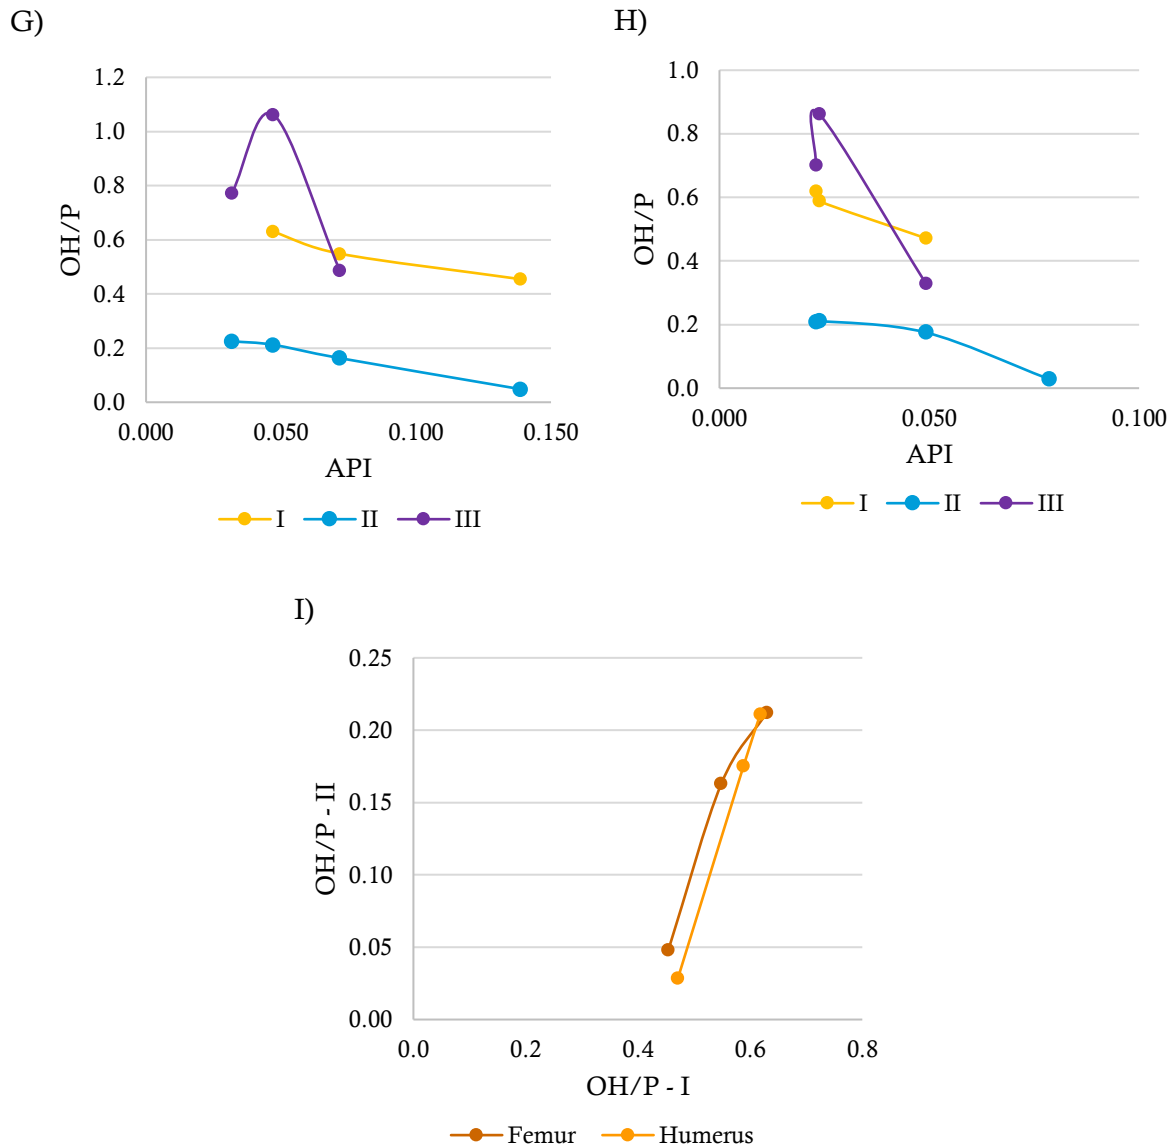 G)
1.2
1.0
0.8
0.6
0.4
0.2
0.0
OH/P
0.000 0.050 0.100 0.150
API
I II III
H)
1.0
0.8
0.6
0.4
0.2
0.0
OH/P
0.000 0.050 0.100
API
I II III
I)
0.25
0.20
0.15
0.10
0.05
0.00
OH/P - II
0.0 0.2 0.4 0.6 0.8
OH/P - I
Femur Humerus